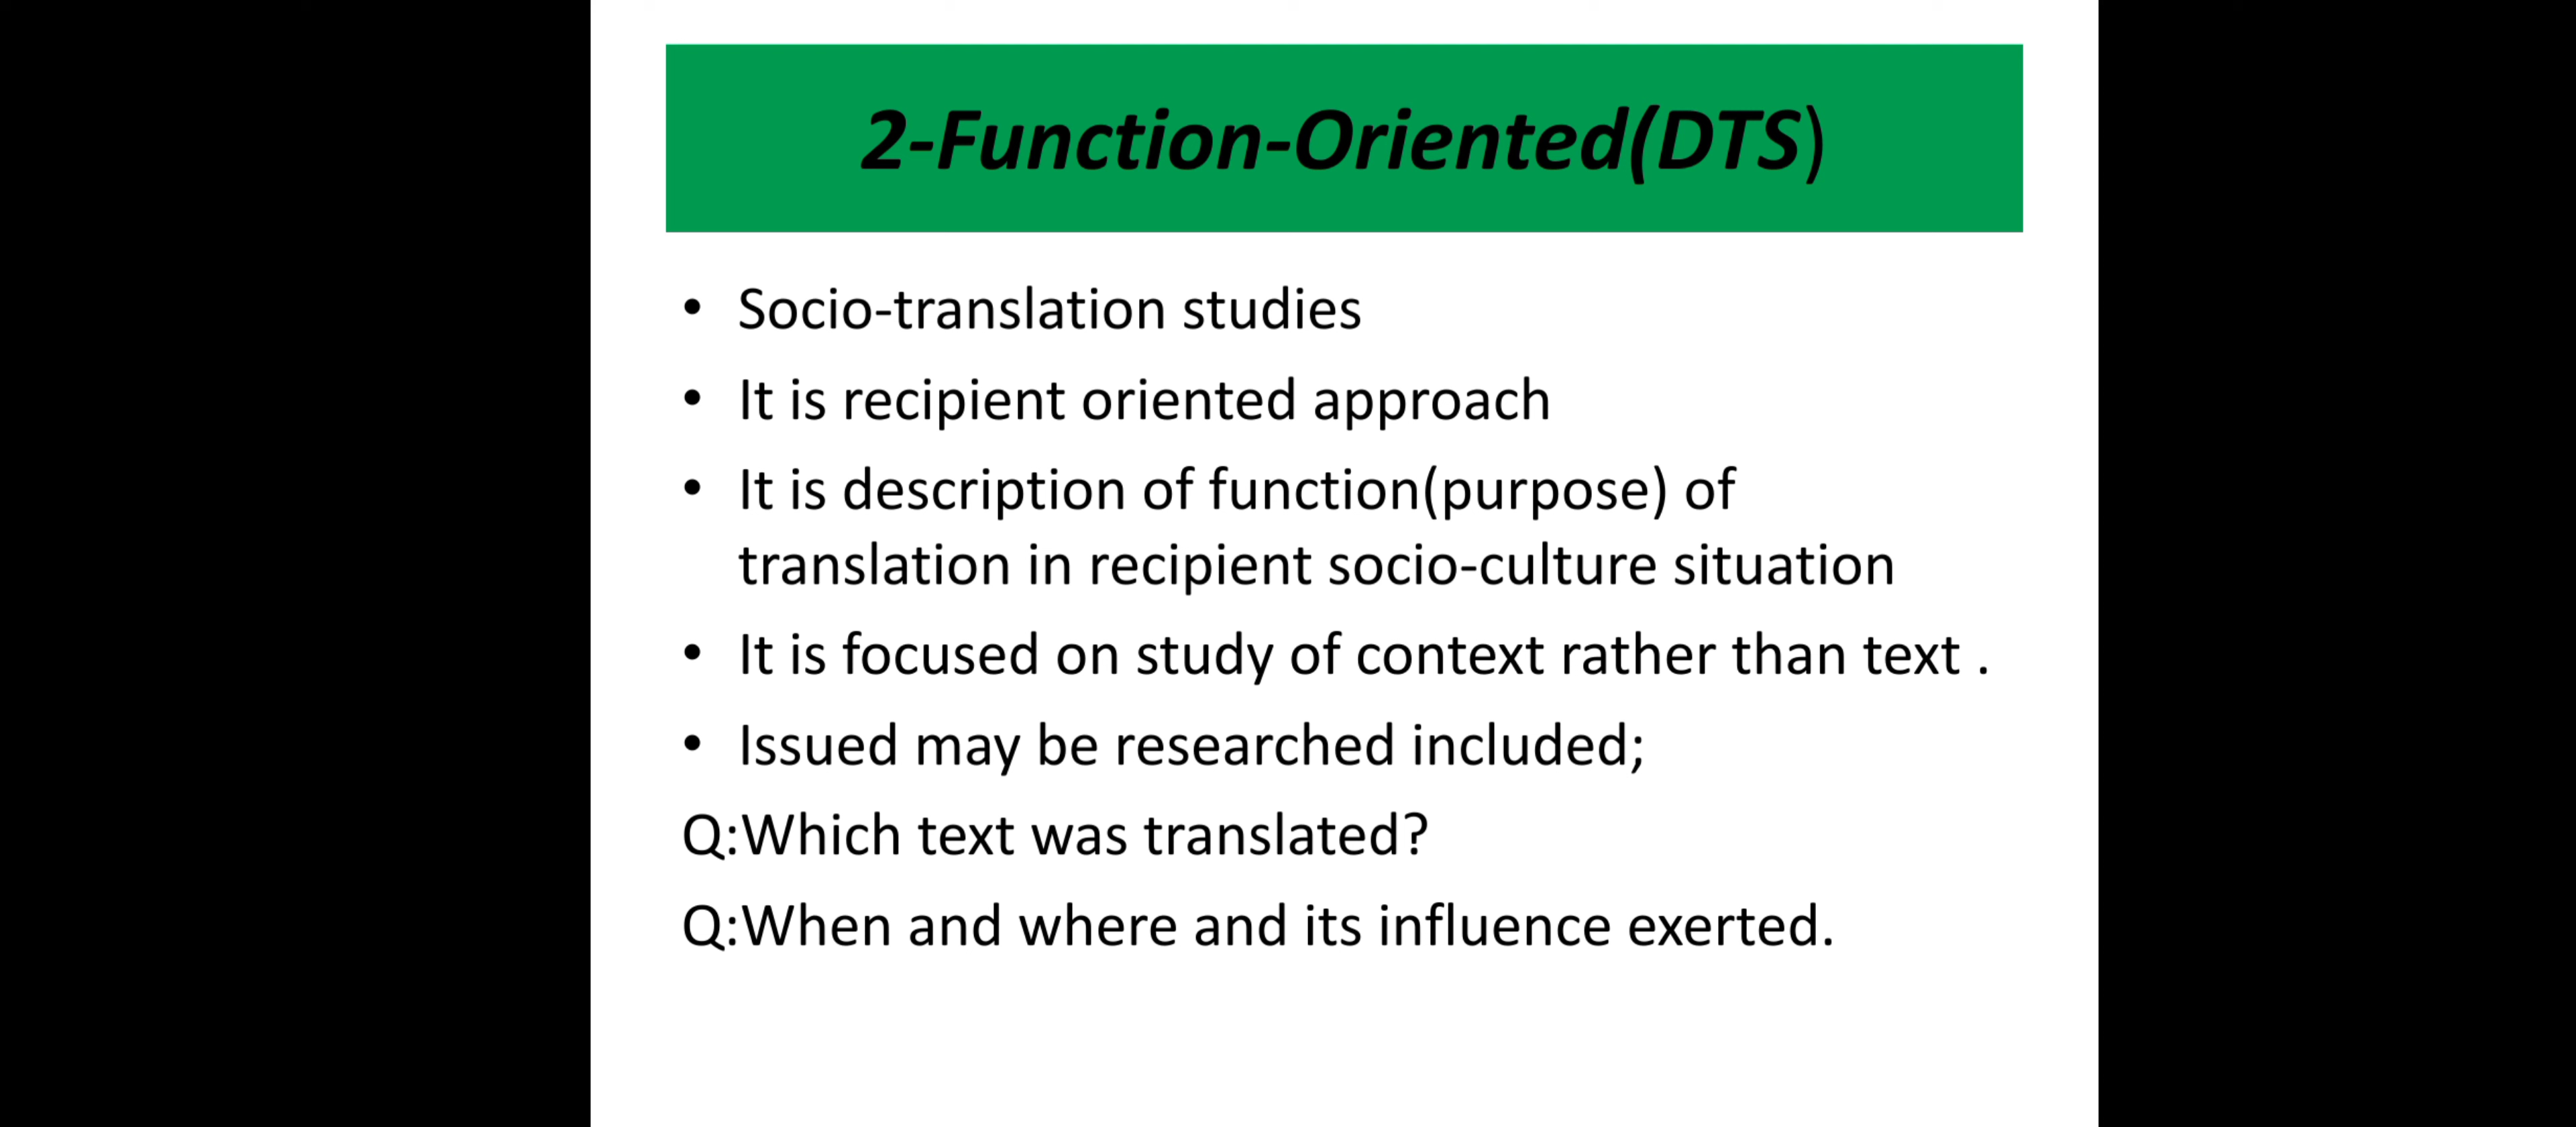 2-Function-Oriented(DTS)
• Socio-translation studies
• It is recipient oriented approach
• It is description of function(purpose) of
translation in recipient socio-culture situation
• It is focused on study of context rather than text .
• Issued may be researched included;
Q:Which text was translated?
Q:When and where and its influence exerted.